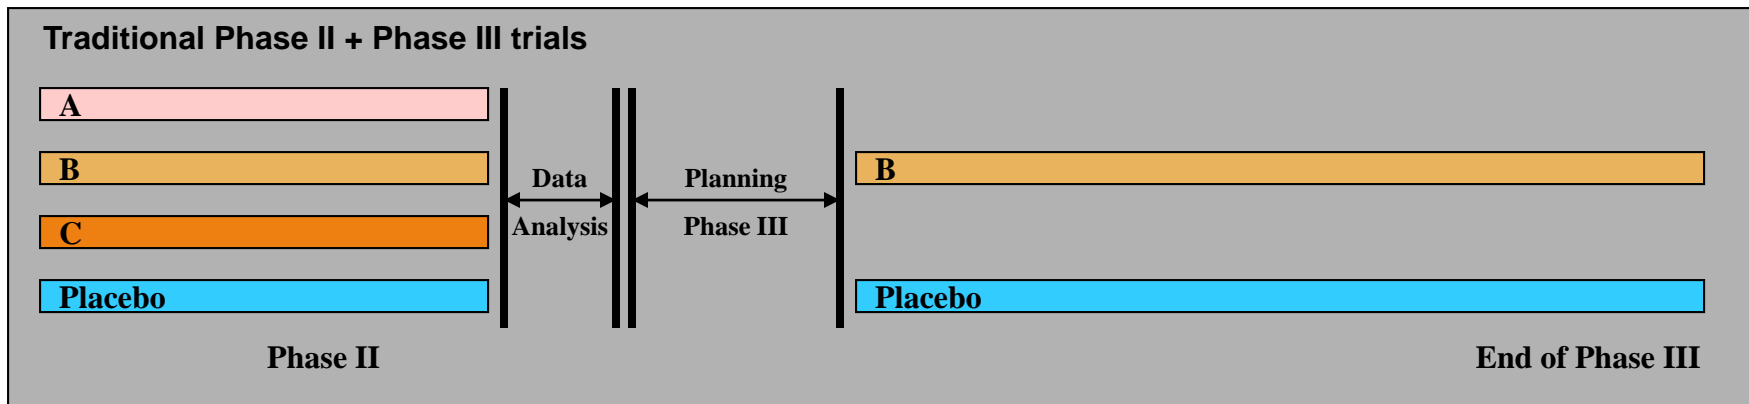 Traditional Phase II + Phase III trials
A
B
C
Placebo
Data
Analysis
Planning
Phase III
B
Placebo
Phase II
End of Phase III